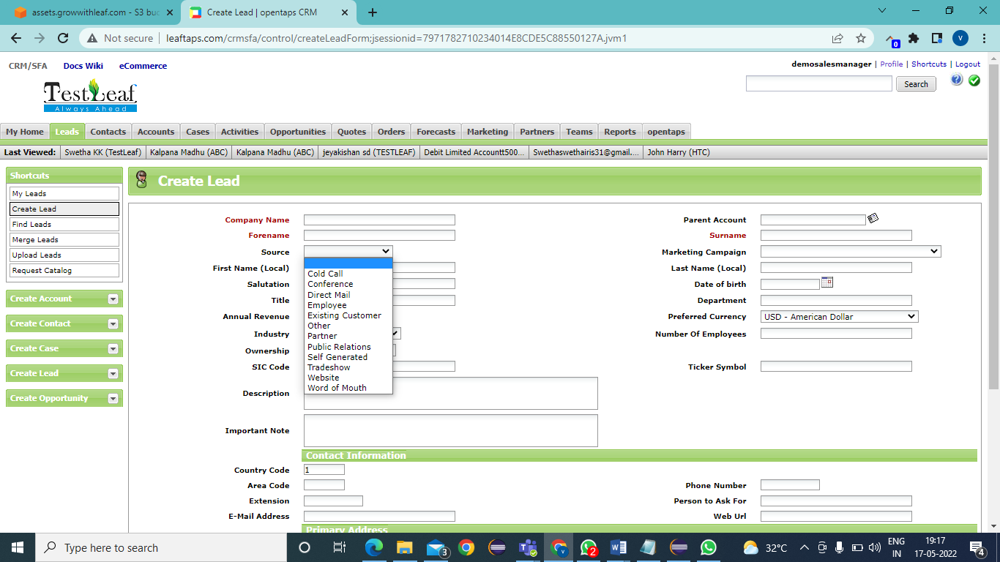 assets.growwithleaf.com - S3 buc
Create Lead | opentaps CRM
Not secure | leaftaps.com/crmsfa/control/createLeadForm;jsessionid=7971782710234014E8CDE5C88550127A.jvm1
0
V
CRM/SFA Docs Wiki eCommerce
demosalesmanager | Profile | Shortcuts | Logout
TestLeaf
Always Ahead
Search
?
My Home Leads Contacts Accounts Cases Activities Opportunities Quotes Orders Forecasts Marketing Partners Teams Reports opentaps
Last Viewed: Swetha KK (TestLeaf) Kalpana Madhu (ABC) Kalpana Madhu (ABC) jeyakishan sd (TESTLEAF) Debit Limited Accountt500... Swethaswethairis31@gmail.... John Harry (HTC)
Shortcuts
My Leads
Create Lead
Find Leads
Merge Leads
Upload Leads
Request Catalog
Create Account
Create Contact
Create Case
Create Lead
Create Opportunity
Create Lead
Company Name
Parent Account
Forename
Surname
Source
Marketing Campaign
Cold Call
Conference
Direct Mail
Employee
Existing Customer
Other
Partner
Public Relations
Self Generated
Tradeshow
Website
Word of Mouth
First Name (Local)
Last Name (Local)
Salutation
Date of birth
Title
Department
Annual Revenue
Preferred Currency USD - American Dollar
Industry
Number Of Employees
Ownership
SIC Code
Ticker Symbol
Description
Important Note
Contact Information
Country Code 1
Area Code
Phone Number
Extension
Person to Ask For
E-Mail Address
Web Url
Primary Address
Type here to search
3
V
2
32°C
ENG
IN
19:17
17-05-2022
4